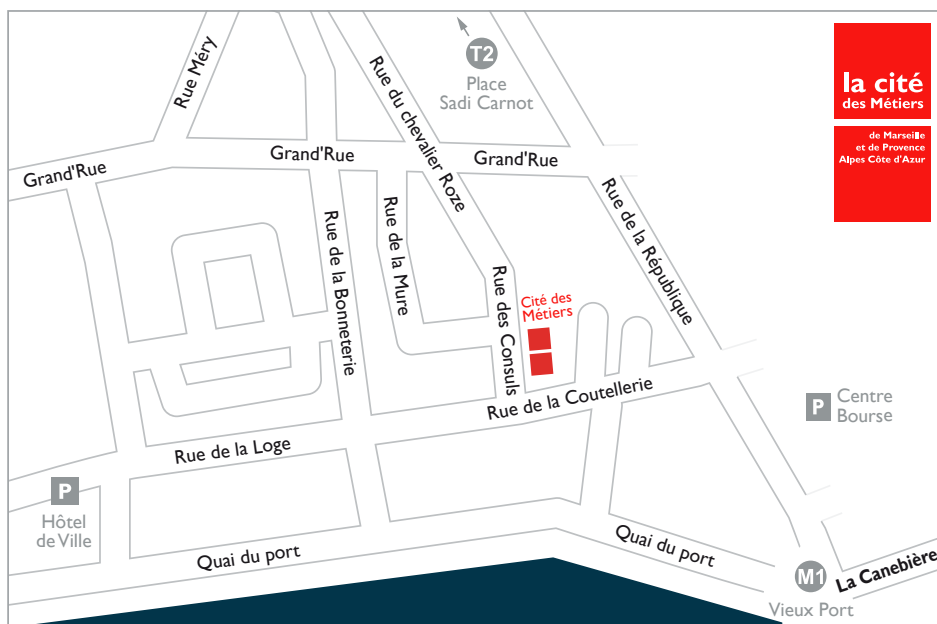 T2
Place
Sadi Carnot
la cité
des Métiers
de Marseille
et de Provence
Alpes Côte d'Azur
Rue Méry
Rue du chevalier Roze
Grand'Rue
Grand'Rue
Grand'Rue
Rue de la République
Rue de la Bonneterie
Rue de la Mure
Rue des Consuls
Cité des
Métiers
Rue de la Coutellerie
P
Centre
Bourse
Rue de la Loge
P
Hôtel
de Ville
Quai du port
Quai du port
M1
Vieux Port
La Canebière